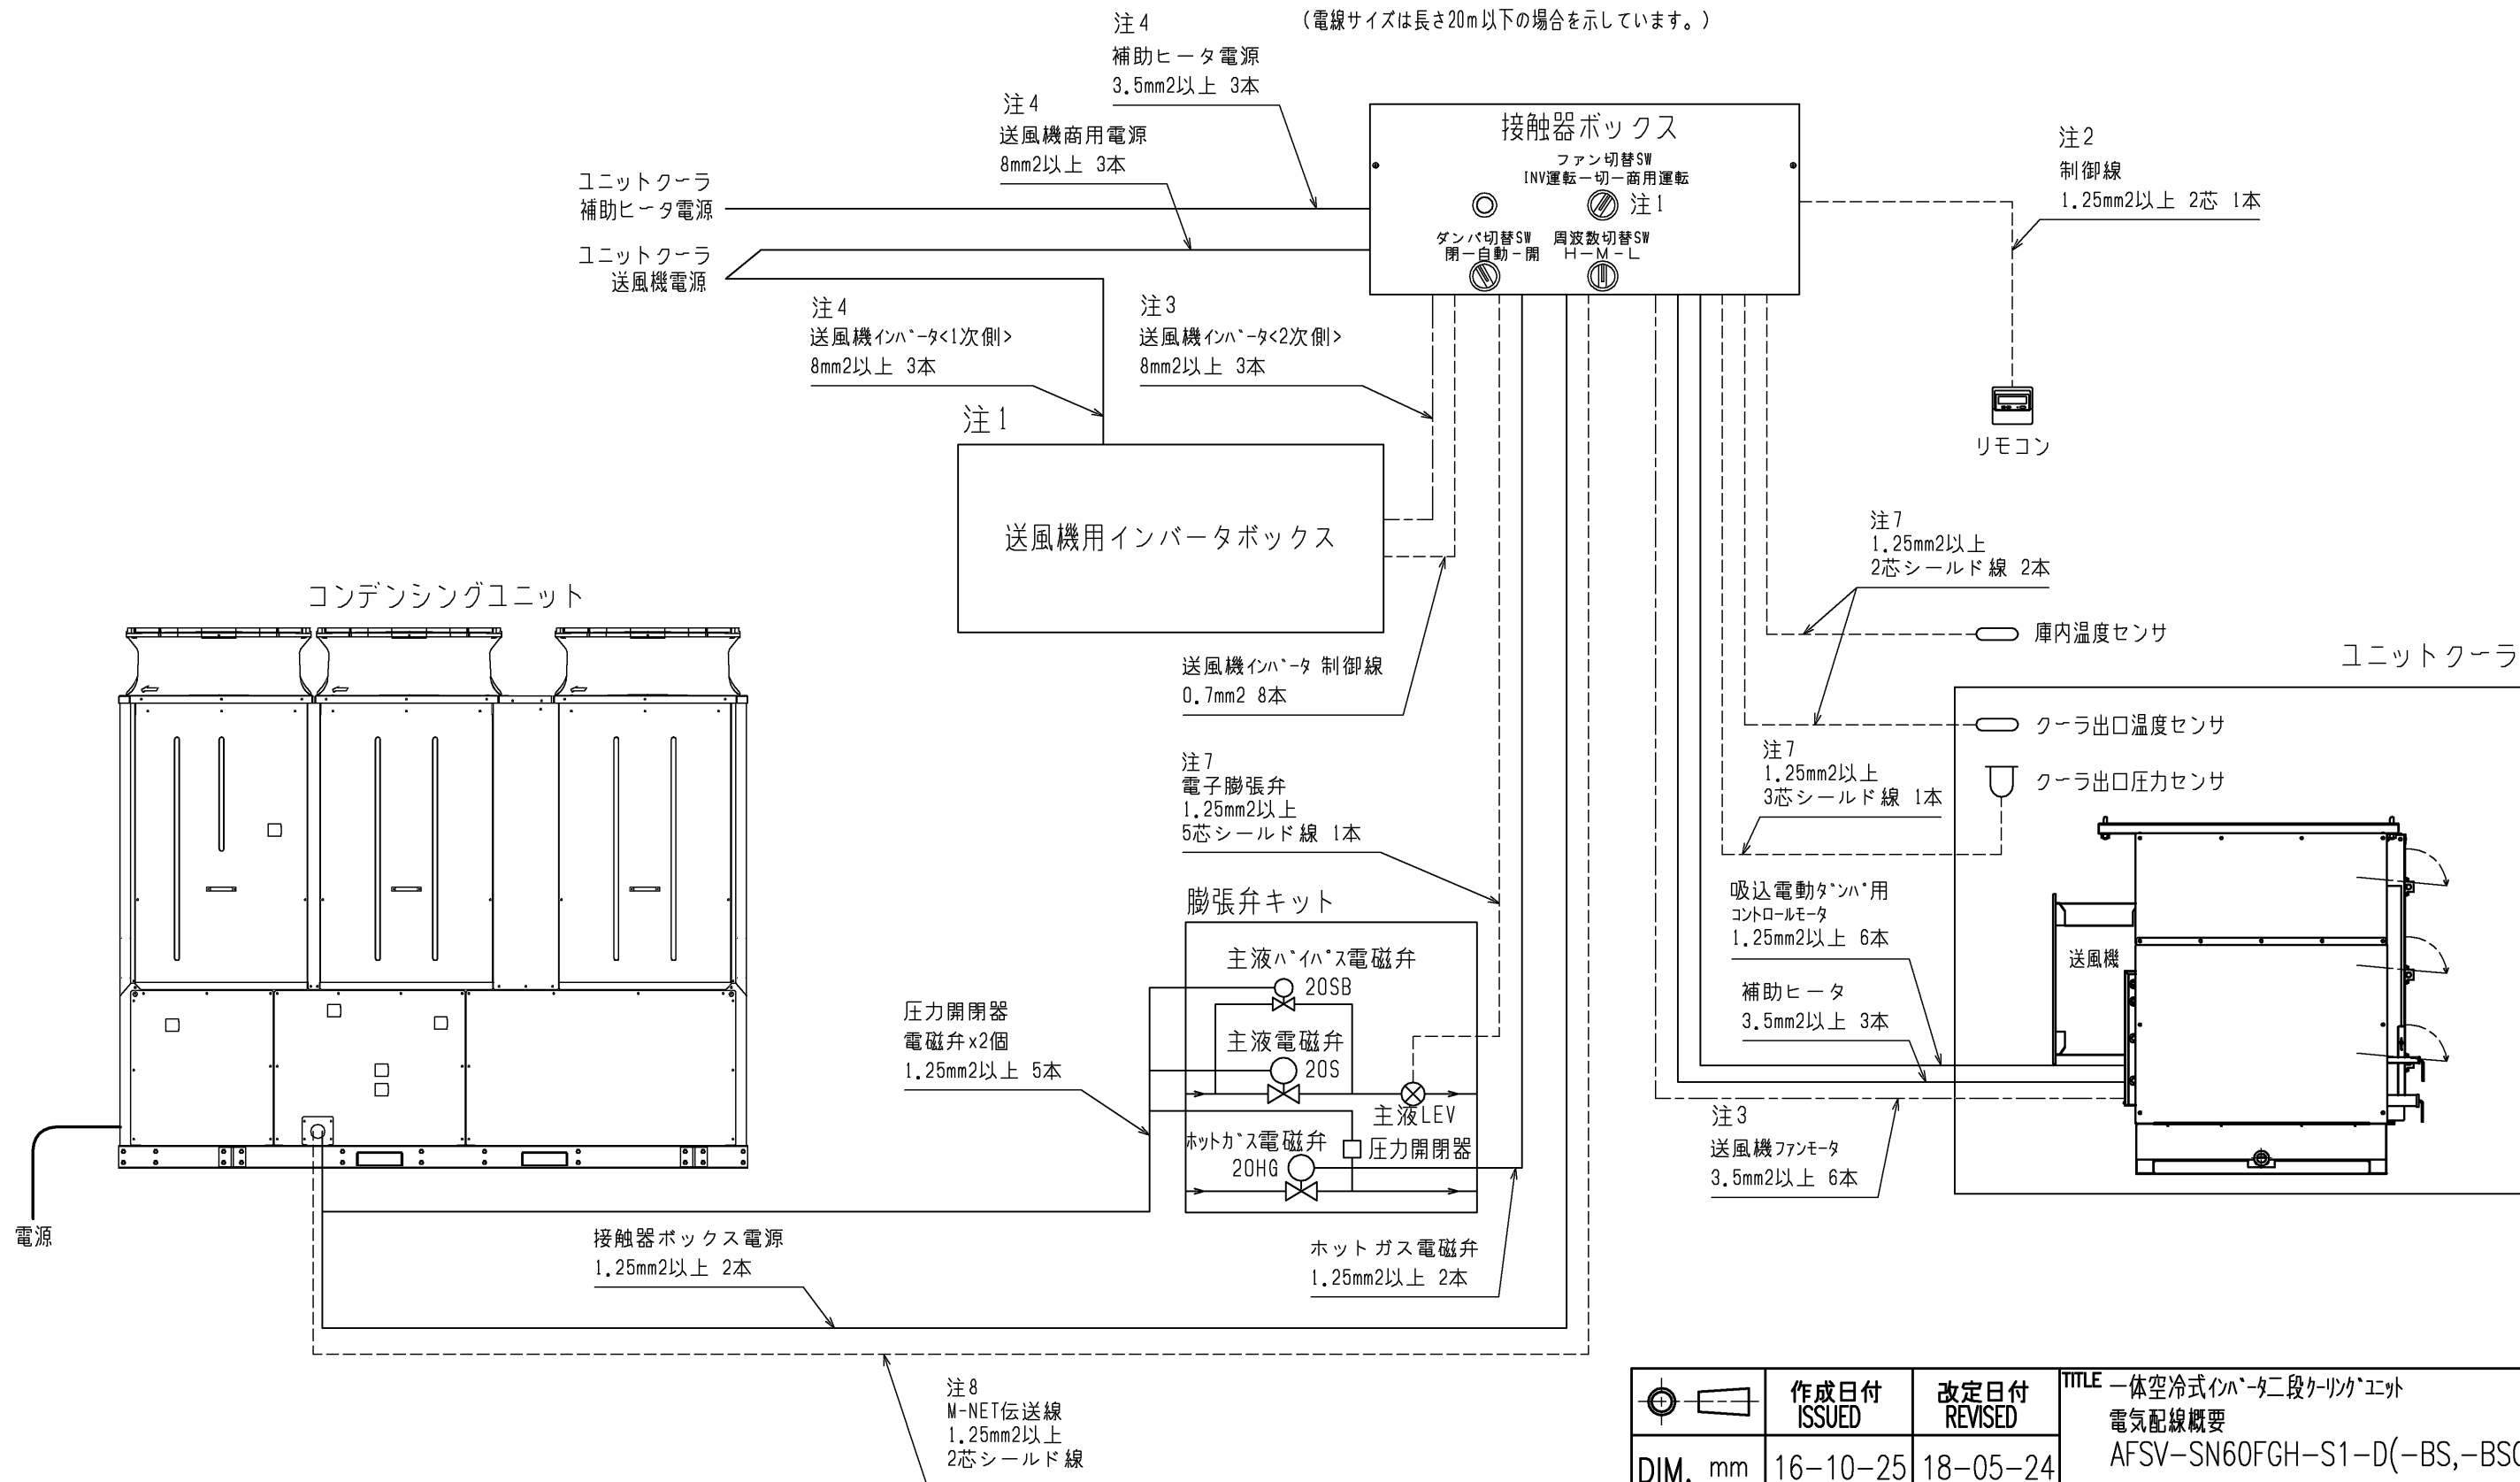 (電線サイズは長さ20m以下の場合を示しています。)
注4
補助ヒータ電源
3.5mm2以上 3本
注4
送風機商用電源
8mm2以上 3本
ユニットクーラ
補助ヒータ電源
ユニットクーラ
送風機電源
接触器ボックス
ファン切替SW
INV運転ー切ー商用運転
注1
ダンパ切替SW
閉ー自動ー開
周波数切替SW
H－M－L
注2
制御線
1.25mm2以上 2芯 1本
リモコン
注4
送風機インバータ<1次側>
8mm2以上 3本
注3
送風機インバータ<2次側>
8mm2以上 3本
注1
送風機用インバータボックス
送風機インバータ 制御線
0.7mm2 8本
注7
1.25mm2以上
2芯シールド線 2本
庫内温度センサ
ユニットクーラ
クーラ出口温度センサ
クーラ出口圧力センサ
注7
1.25mm2以上
3芯シールド線 1本
コンデンシングユニット
注7
電子膨張弁
1.25mm2以上
5芯シールド線 1本
膨張弁キット
主液バイパス電磁弁
20SB
主液電磁弁
20S
主液LEV
ホットガス電磁弁
20HG
圧力開閉器
圧力開閉器
電磁弁x2個
1.25mm2以上 5本
吸込電動ダンパ用
コントロールモータ
1.25mm2以上 6本
補助ヒータ
3.5mm2以上 3本
送風機
注3
送風機ファンモータ
3.5mm2以上 6本
電源
接触器ボックス電源
1.25mm2以上 2本
ホットガス電磁弁
1.25mm2以上 2本
注8
M-NET伝送線
1.25mm2以上
2芯シールド線
作成日付
ISSUED
改定日付
REVISED
DIM. mm
16-10-25
18-05-24
TITLE 一体空冷式インバータ二段クーリングユニット
電気配線概要
AFSV-SN60FGH-S1-D(-BS,-BS